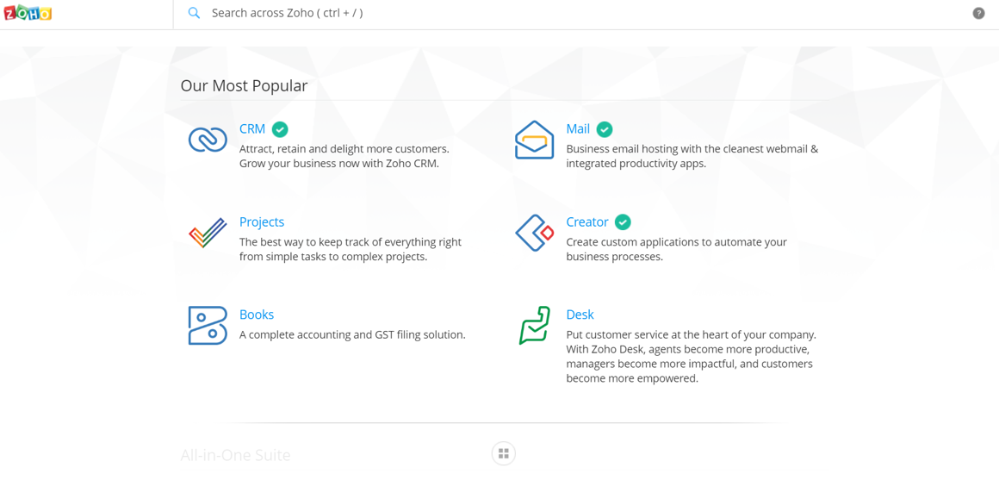 ZOHO
Search across Zoho ( ctrl + / )
?
Our Most Popular
CRM
Attract, retain and delight more customers.
Grow your business now with Zoho CRM.
Mail
Business email hosting with the cleanest webmail &
integrated productivity apps.
Projects
The best way to keep track of everything right
from simple tasks to complex projects.
Creator
Create custom applications to automate your
business processes.
Books
A complete accounting and GST filing solution.
Desk
Put customer service at the heart of your company.
With Zoho Desk, agents become more productive,
managers become more impactful, and customers
become more empowered.
All-in-One Suite